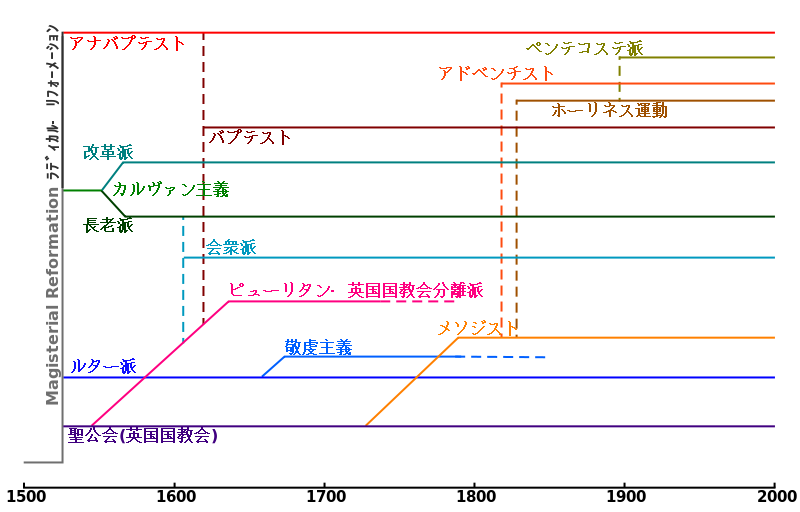 アナバプテスト
ペンテコステ派
アドベンチスト
ホーリネス運動
バプテスト
改革派
カルヴァン主義
長老派
会衆派
ピューリタン· 英国国教会分離派
メソジスト
敬虔主義
ルター派
聖公会(英国国教会)
Magisterial Reformation ラディカル· リフォーメーション
1500 1600 1700 1800 1900 2000